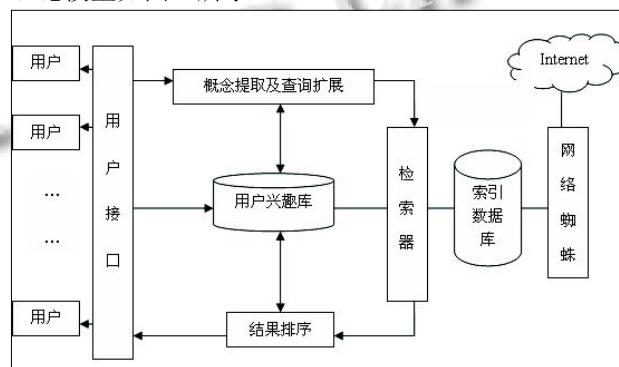 用户
用户
...
...
用户
用户接口
概念提取及查询扩展
用户兴趣库
结果排序
检索器
索引
数据
库
Internet
网络蜘蛛